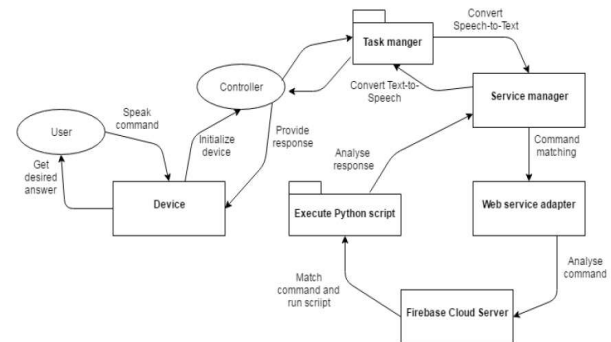 Convert
Speech-to-Text
Task manger
Controller
Convert Text-to-
Speech
Service manager
Speak
command
User
Initialize
device
Provide
response
Command
matching
Analyse
response
Get
desired
answer
Device
Execute Python script
Web service adapter
Match
command and
run scriipt
Analyse
command
Firebase Cloud Server